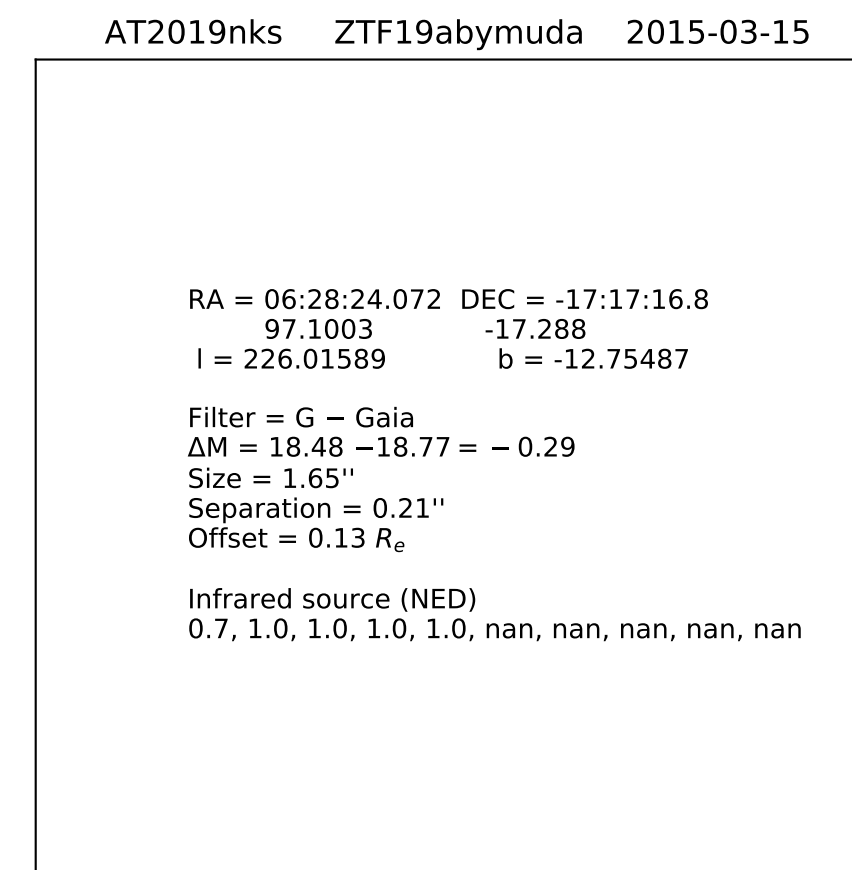 AT2019nks ZTF19abymuda 2015-03-15
RA = 06:28:24.072 DEC = -17:17:16.8
97.1003 -17.288
l = 226.01589 b = -12.75487
Filter = G − Gaia
ΔM = 18.48 −18.77 = − 0.29
Size = 1.65''
Separation = 0.21''
Offset = 0.13 Rₑ
Infrared source (NED)
0.7, 1.0, 1.0, 1.0, 1.0, nan, nan, nan, nan, nan